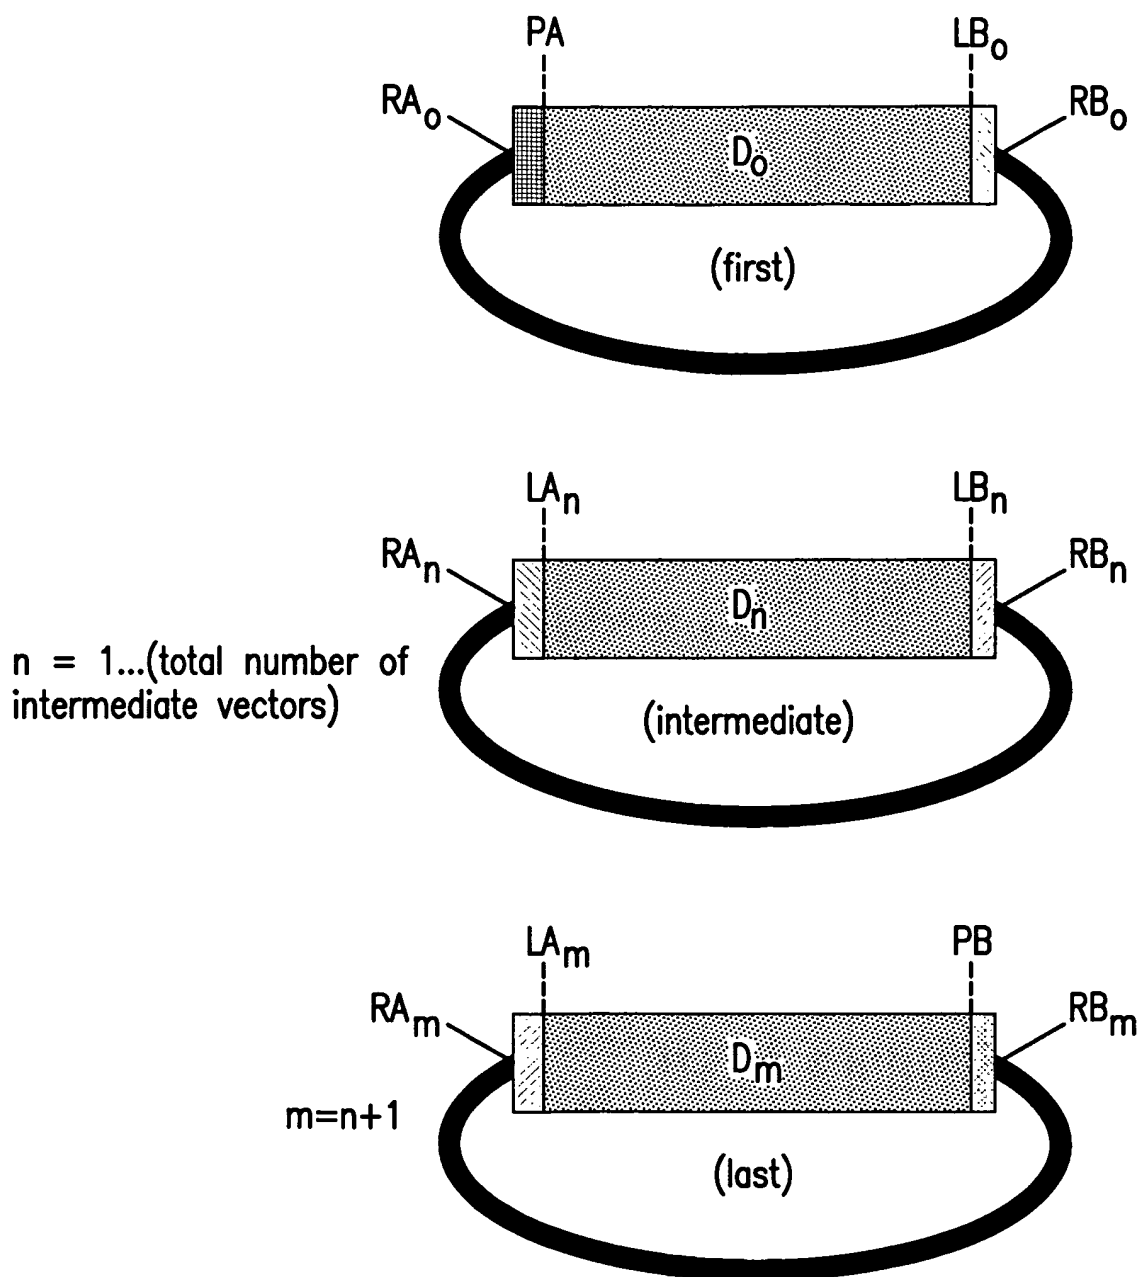 PA LB₀
RA₀ RB₀
D₀
(first)
LAₙ LBₙ
RAₙ RBₙ
Dₙ
n = 1...(total number of
intermediate vectors)
(intermediate)
LAₘ PB
RAₘ RBₘ
Dₘ
m=n+1
(last)